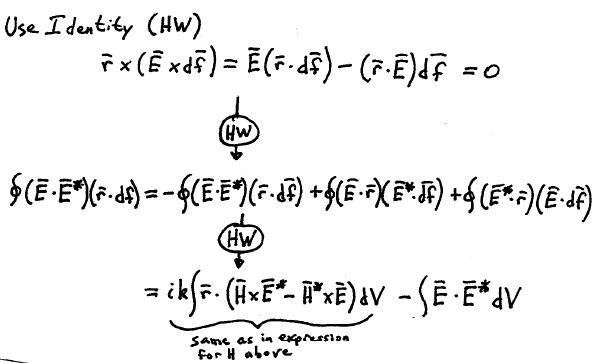 Use Identity (HW)
r̄ × (Ē × df̄) = Ē(r̄·df̄) − (r̄·Ē)df̄ = 0
HW
∮(Ē·Ē*)(r̄·df̄) = −∮(Ē·Ē*)(r̄·df̄) + ∮(Ē·r̄)(Ē*·df̄) + ∮(Ē*·r̄)(Ē·df̄)
HW
= ik∫r̄·(H̄×Ē* − H̄*×Ē)dV − ∫Ē·Ē*dV
same as in expression
for H above